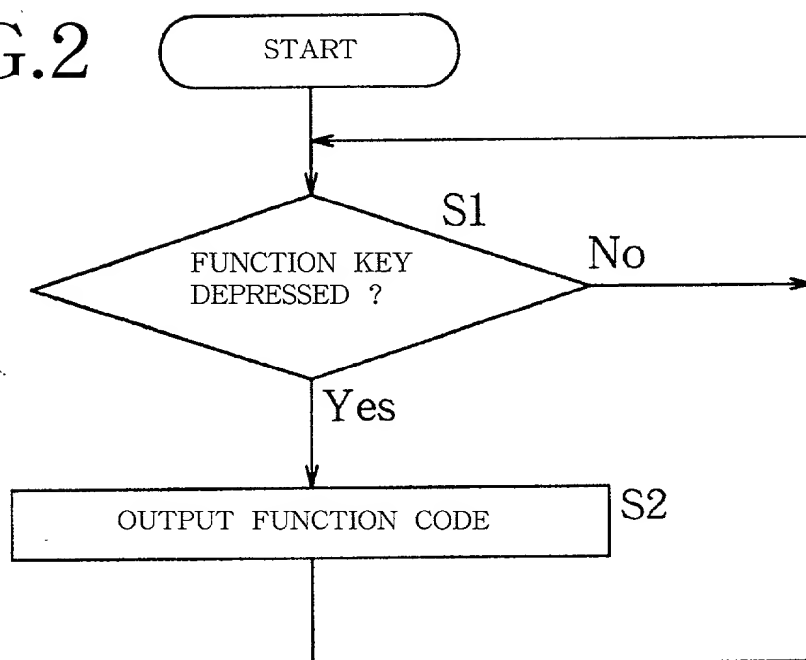 G.2
START
S1
FUNCTION KEY
DEPRESSED ?
No
Yes
OUTPUT FUNCTION CODE
S2